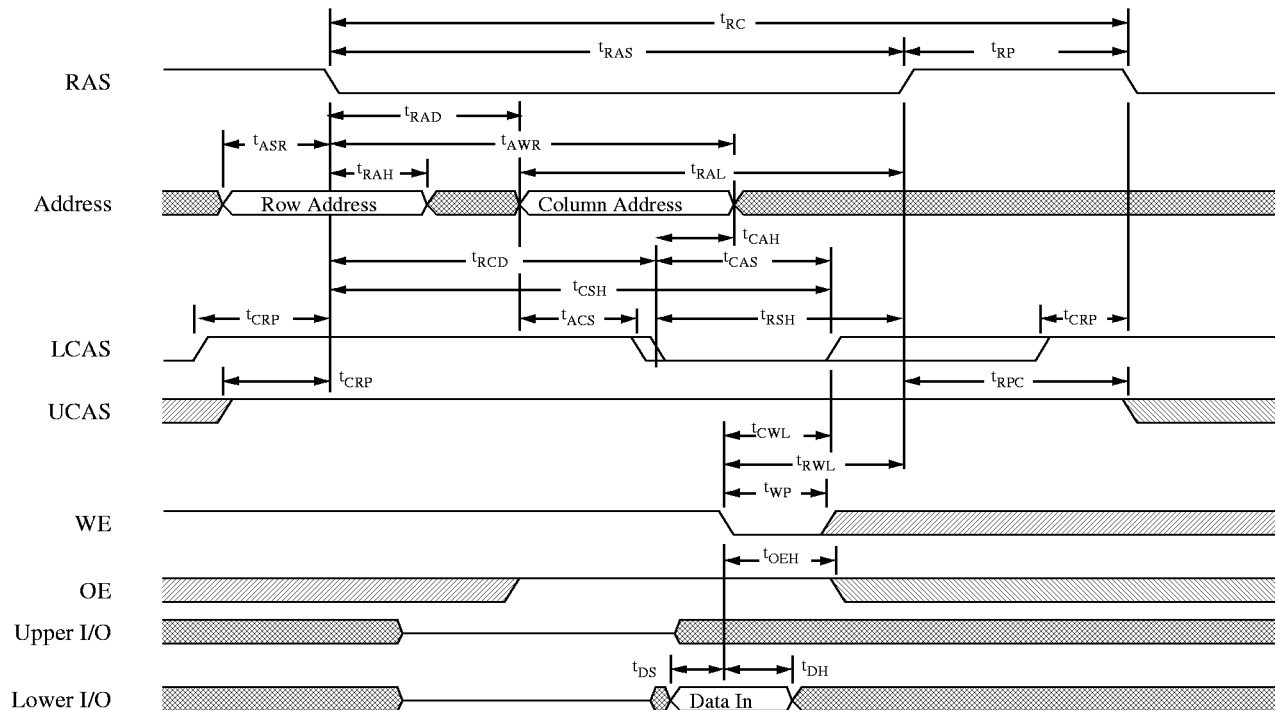 tRC
tRAS
tRP
RAS
tRAD
tASR
tAWR
tRAH
tRAL
Address
Row Address
Column Address
tCAH
tRCD
tCAS
tCSH
tCRP
tACS
tRSH
tCRP
LCAS
tCRP
tRPC
UCAS
tCWL
tRWL
tWP
WE
tOEH
OE
Upper I/O
tDS
tDH
Lower I/O
Data In